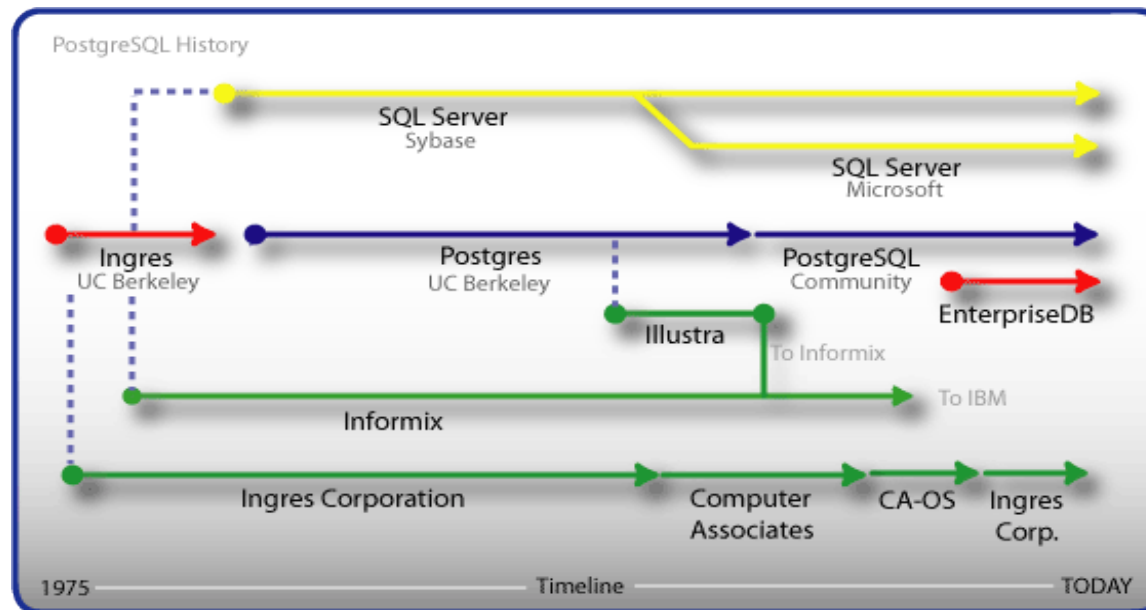 PostgreSQL History
SQL Server
Sybase
SQL Server
Microsoft
Ingres
UC Berkeley
Postgres
UC Berkeley
PostgreSQL
Community
EnterpriseDB
Illustra
To Informix
To IBM
Informix
Ingres Corporation
Computer
Associates
CA-OS
Ingres
Corp.
1975
Timeline
TODAY